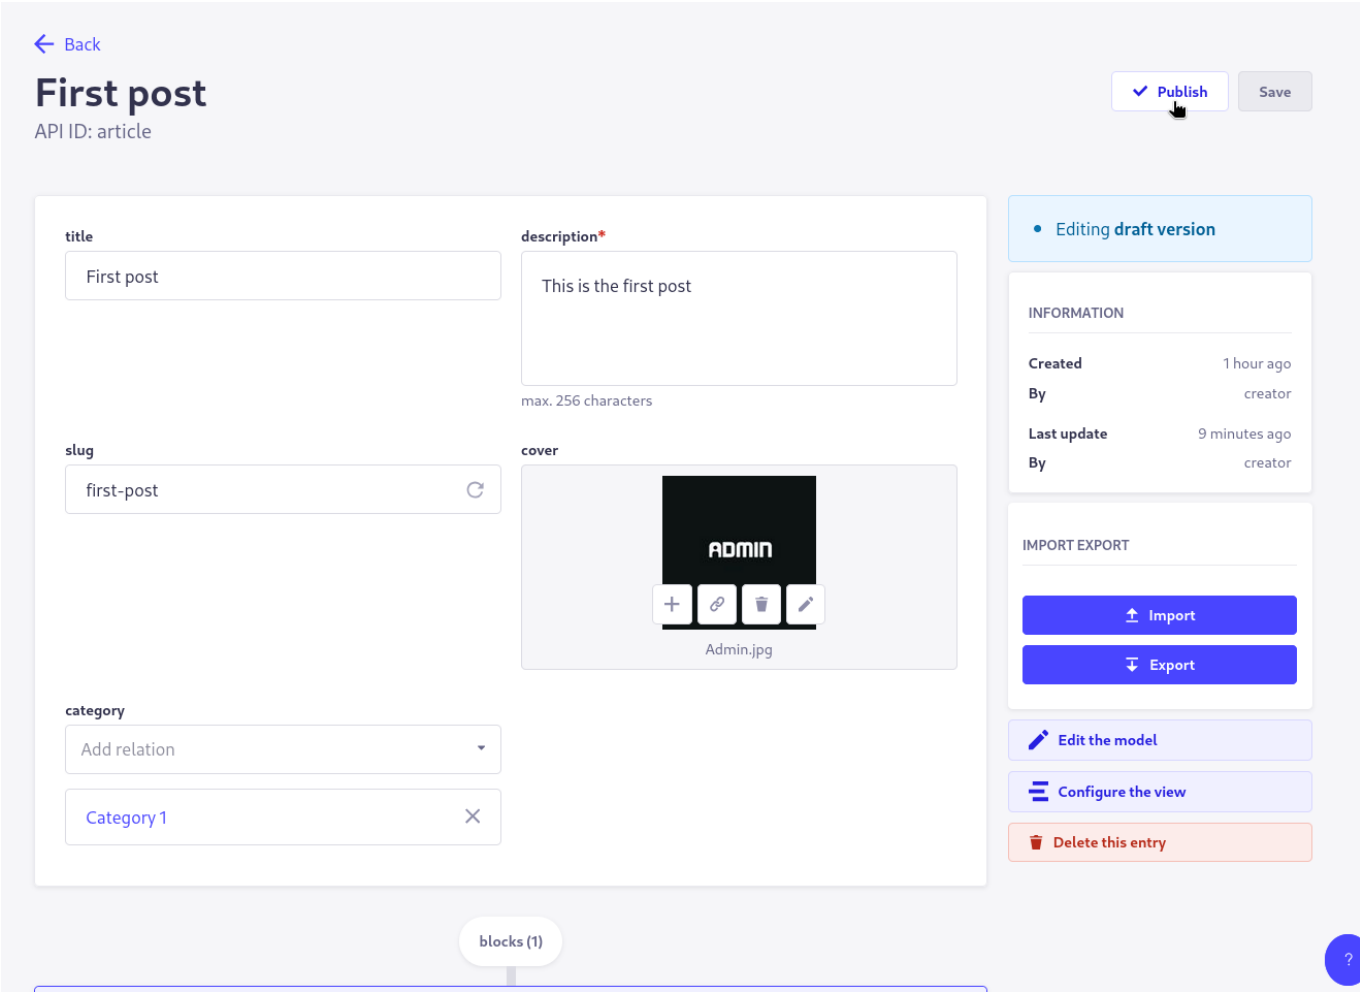 Back
First post
API ID: article
Publish
Save
title
First post
description*
This is the first post
max. 256 characters
slug
first-post
cover
ADMIN
Admin.jpg
category
Add relation
Category 1
Editing draft version
INFORMATION
Created 1 hour ago
By creator
Last update 9 minutes ago
By creator
IMPORT EXPORT
Import
Export
Edit the model
Configure the view
Delete this entry
blocks (1)
?